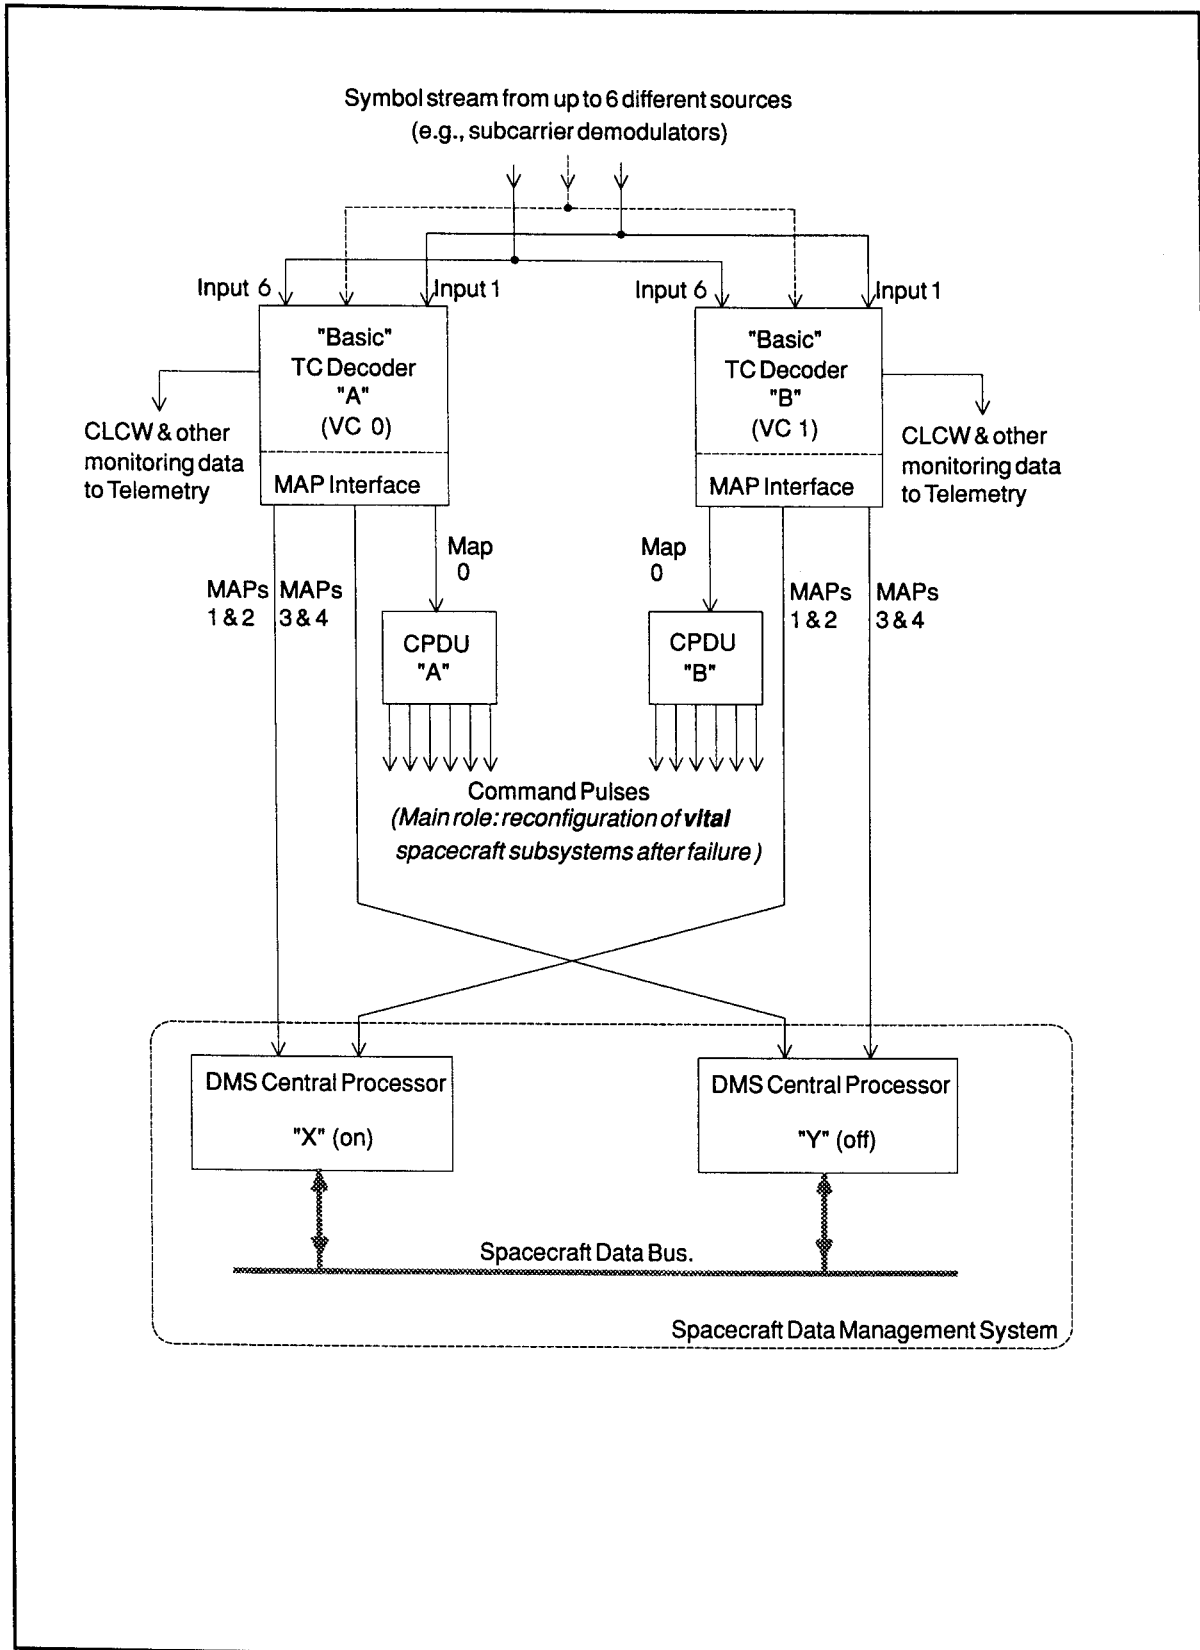 Symbol stream from up to 6 different sources
(e.g., subcarrier demodulators)
Input 6
Input 1
Input 6
Input 1
"Basic"
TC Decoder
"A"
(VC 0)
MAP Interface
"Basic"
TC Decoder
"B"
(VC 1)
MAP Interface
CLCW & other
monitoring data
to Telemetry
CLCW & other
monitoring data
to Telemetry
Map
0
Map
0
MAPs
1 & 2
MAPs
3 & 4
MAPs
1 & 2
MAPs
3 & 4
CPDU
"A"
CPDU
"B"
Command Pulses
(Main role: reconfiguration of vital
spacecraft subsystems after failure)
DMS Central Processor
"X" (on)
DMS Central Processor
"Y" (off)
Spacecraft Data Bus.
Spacecraft Data Management System